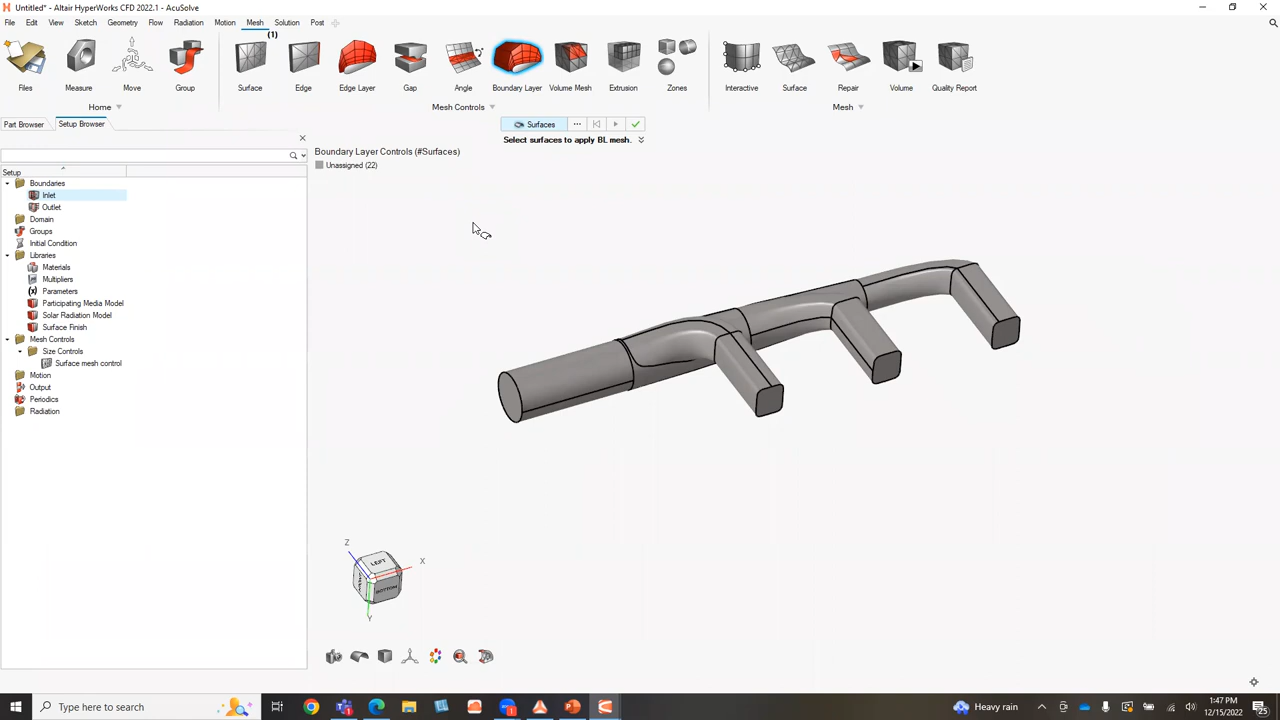 Untitled* - Altair HyperWorks CFD 2022.1 - AcuSolve
File Edit View Sketch Geometry Flow Radiation Motion Mesh Solution Post
(1)
Files Measure Move Group Surface Edge Edge Layer Gap Angle Boundary Layer Volume Mesh Extrusion Zones Interactive Surface Repair Volume Quality Report
Home Mesh Controls Mesh
Part Browser Setup Browser Surfaces
Select surfaces to apply BL mesh.
Boundary Layer Controls (#Surfaces)
Unassigned (22)
Setup
Boundaries
Inlet
Outlet
Domain
Groups
Initial Condition
Libraries
Materials
Multipliers
(x) Parameters
Participating Media Model
Solar Radiation Model
Surface Finish
Mesh Controls
Size Controls
Surface mesh control
Motion
Output
Periodics
Radiation
Z
X
LEFT
BOTTOM
Y
Type here to search
Heavy rain
1:47 PM
12/15/2022
25